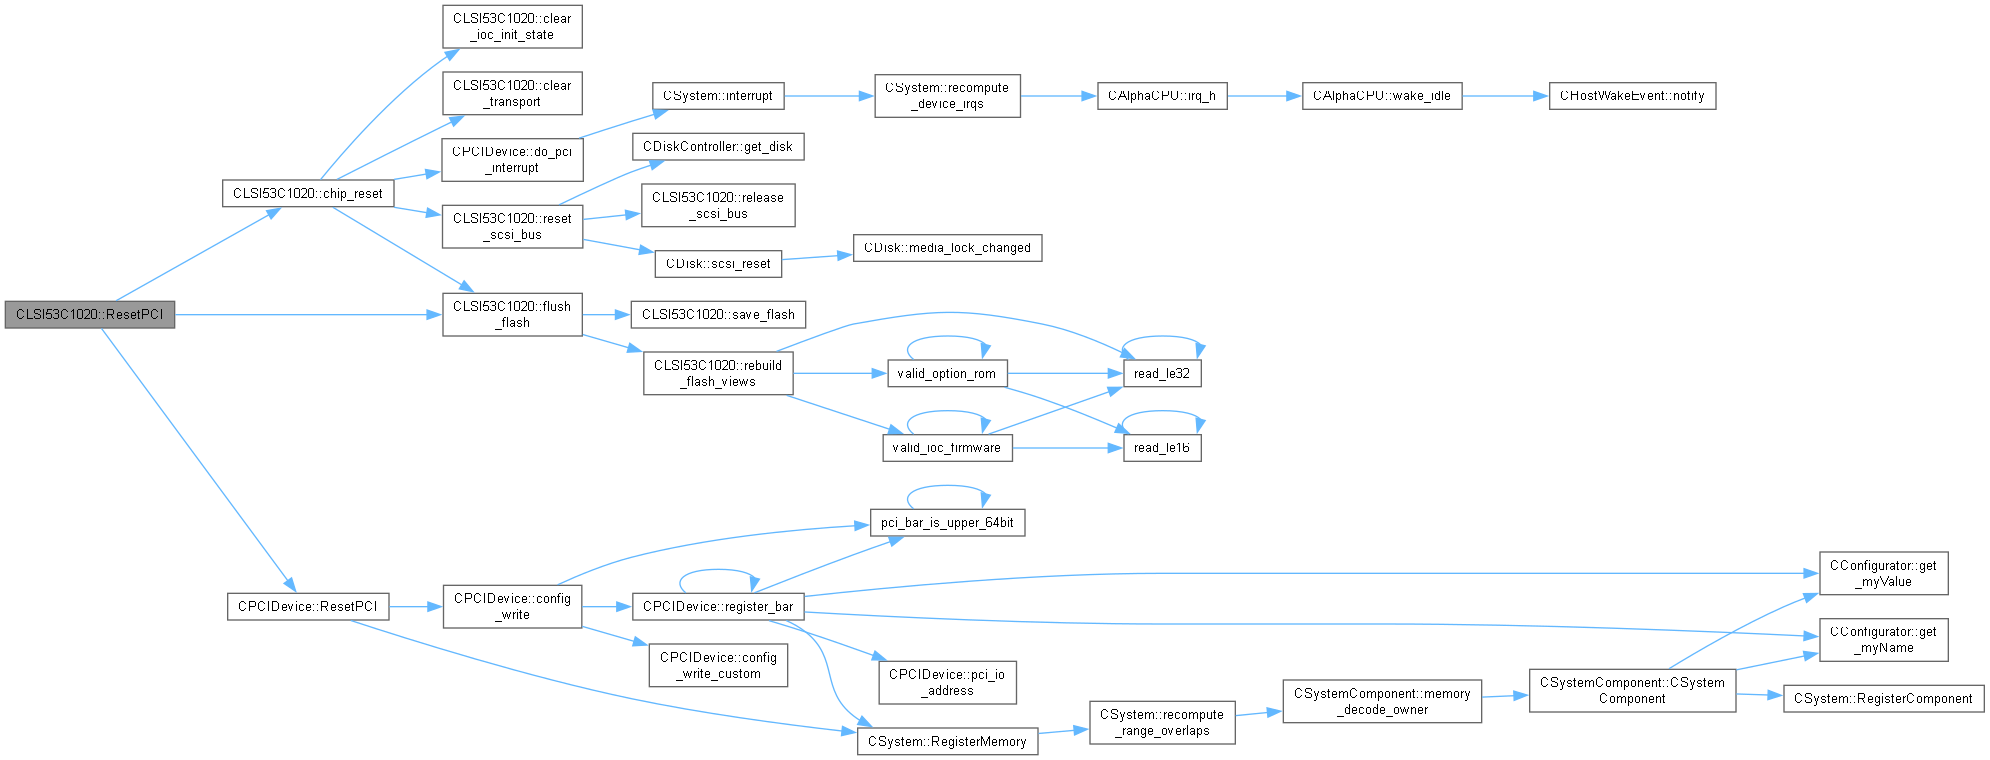 CLSI53C1020::clear
_ioc_init_state
CLSI53C1020::clear
_transport
CSystem::interrupt
CSystem::recompute
_device_irqs
CAlphaCPU::irq_h
CAlphaCPU::wake_idle
CHostWakeEvent::notify
CPCIDevice::do_pci
_interrupt
CDiskController::get_disk
CLSI53C1020::chip_reset
CLSI53C1020::release
_scsi_bus
CLSI53C1020::reset
_scsi_bus
CDisk::scsi_reset
CDisk::media_lock_changed
CLSI53C1020::ResetPCI
CLSI53C1020::flush
_flash
CLSI53C1020::save_flash
CLSI53C1020::rebuild
_flash_views
valid_option_rom
read_le32
valid_ioc_firmware
read_le16
pci_bar_is_upper_64bit
CPCIDevice::ResetPCI
CPCIDevice::config
_write
CPCIDevice::register_bar
CConfigurator::get
_myValue
CConfigurator::get
_myName
CPCIDevice::config
_write_custom
CPCIDevice::pci_io
_address
CSystem::RegisterMemory
CSystem::recompute
_range_overlaps
CSystemComponent::memory
_decode_owner
CSystemComponent::CSystem
Component
CSystem::RegisterComponent